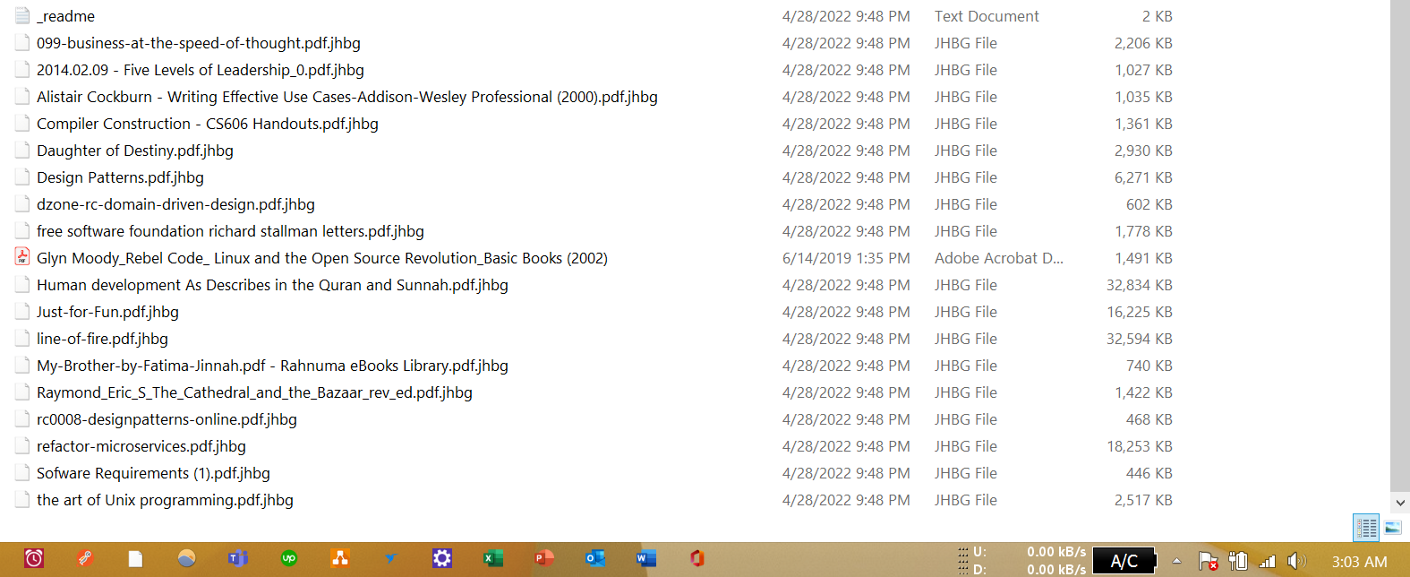 _readme 4/28/2022 9:48 PM Text Document 2 KB
099-business-at-the-speed-of-thought.pdf.jhbg 4/28/2022 9:48 PM JHBG File 2,206 KB
2014.02.09 - Five Levels of Leadership_0.pdf.jhbg 4/28/2022 9:48 PM JHBG File 1,027 KB
Alistair Cockburn - Writing Effective Use Cases-Addison-Wesley Professional (2000).pdf.jhbg 4/28/2022 9:48 PM JHBG File 1,035 KB
Compiler Construction - CS606 Handouts.pdf.jhbg 4/28/2022 9:48 PM JHBG File 1,361 KB
Daughter of Destiny.pdf.jhbg 4/28/2022 9:48 PM JHBG File 2,930 KB
Design Patterns.pdf.jhbg 4/28/2022 9:48 PM JHBG File 6,271 KB
dzone-rc-domain-driven-design.pdf.jhbg 4/28/2022 9:48 PM JHBG File 602 KB
free software foundation richard stallman letters.pdf.jhbg 4/28/2022 9:48 PM JHBG File 1,778 KB
Glyn Moody_Rebel Code_ Linux and the Open Source Revolution_Basic Books (2002) 6/14/2019 1:35 PM Adobe Acrobat D... 1,491 KB
Human development As Describes in the Quran and Sunnah.pdf.jhbg 4/28/2022 9:48 PM JHBG File 32,834 KB
Just-for-Fun.pdf.jhbg 4/28/2022 9:48 PM JHBG File 16,225 KB
line-of-fire.pdf.jhbg 4/28/2022 9:48 PM JHBG File 32,594 KB
My-Brother-by-Fatima-Jinnah.pdf - Rahnuma eBooks Library.pdf.jhbg 4/28/2022 9:48 PM JHBG File 740 KB
Raymond_Eric_S_The_Cathedral_and_the_Bazaar_rev_ed.pdf.jhbg 4/28/2022 9:48 PM JHBG File 1,422 KB
rc0008-designpatterns-online.pdf.jhbg 4/28/2022 9:48 PM JHBG File 468 KB
refactor-microservices.pdf.jhbg 4/28/2022 9:48 PM JHBG File 18,253 KB
Sofware Requirements (1).pdf.jhbg 4/28/2022 9:48 PM JHBG File 446 KB
the art of Unix programming.pdf.jhbg 4/28/2022 9:48 PM JHBG File 2,517 KB
U: 0.00 kB/s
D: 0.00 kB/s
A/C
3:03 AM